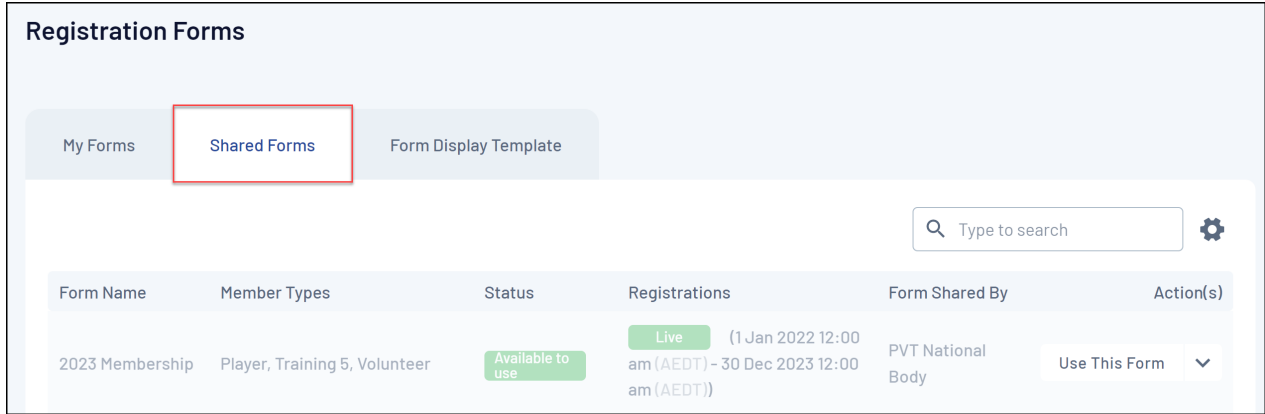 Registration Forms
My Forms Shared Forms Form Display Template
Type to search
Form Name Member Types Status Registrations Form Shared By Action(s)
2023 Membership Player, Training 5, Volunteer Available to use Live (1 Jan 2022 12:00 am (AEDT) - 30 Dec 2023 12:00 am (AEDT)) PVT National Body Use This Form